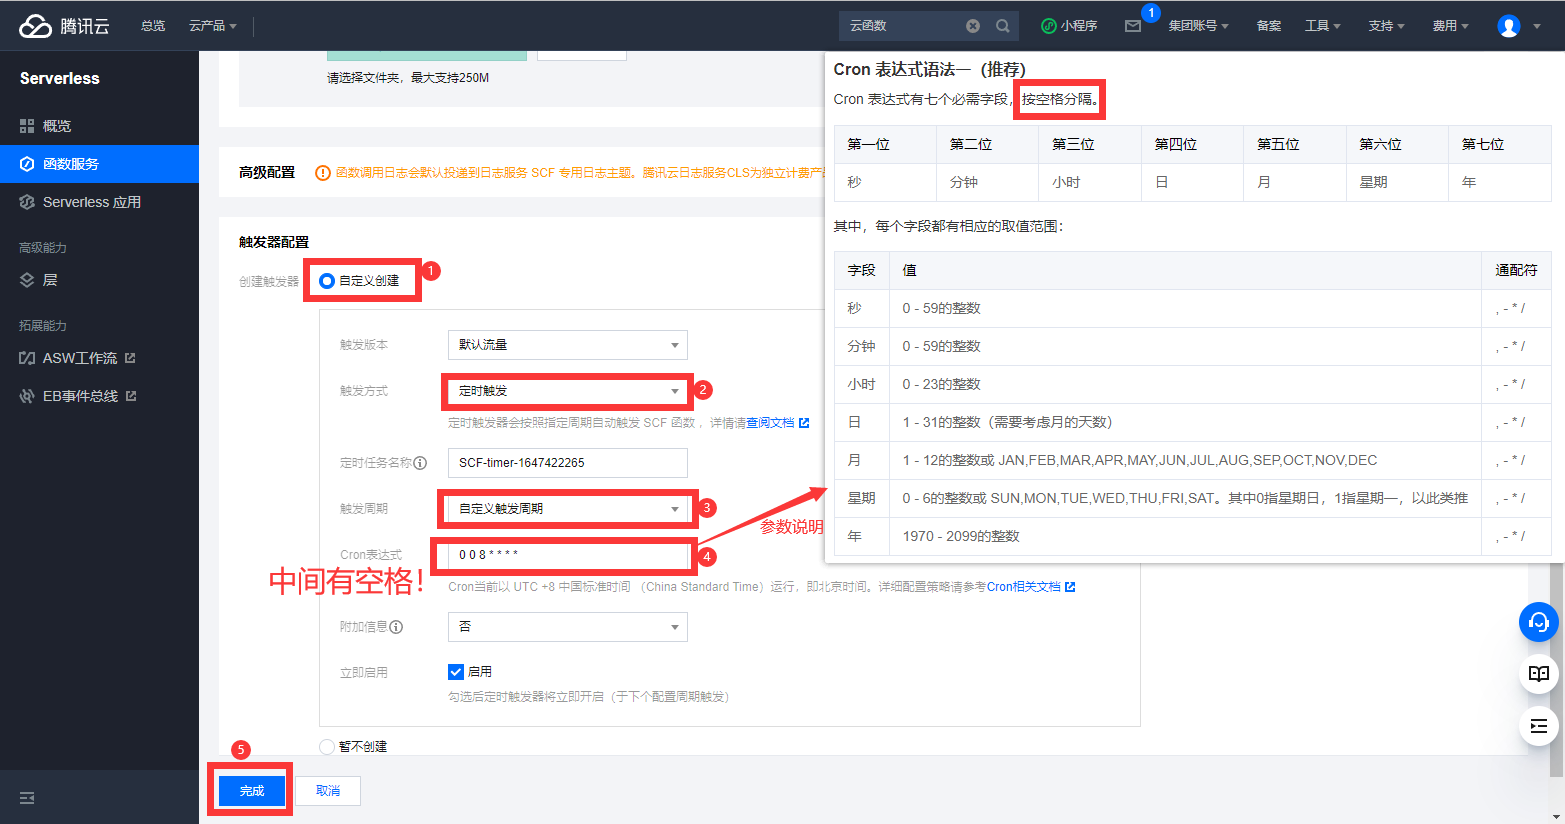 腾讯云 总览 云产品 云函数 小程序 1 集团账号 备案 工具 支持 费用
Serverless
概览
函数服务
Serverless 应用
高级能力
层
拓展能力
ASW工作流
EB事件总线
请选择文件夹，最大支持250M
高级配置 函数调用日志会默认投递到日志服务 SCF 专用日志主题。腾讯云日志服务CLS为独立计费产
触发器配置
创建触发器 自定义创建 1
触发版本 默认流量
触发方式 定时触发 2
定时触发器会按照指定周期自动触发 SCF 函数 ，详情请查阅文档
定时任务名称 SCF-timer-1647422265
触发周期 自定义触发周期 3
Cron表达式 0 0 8 * * * * 4
中间有空格！
Cron当前以 UTC +8 中国标准时间 （China Standard Time）运行，即北京时间。详细配置策略请参考Cron相关文档
附加信息 否
立即启用 启用
勾选后定时触发器将立即开启（于下个配置周期触发）
暂不创建
5
完成 取消
参数说明
Cron 表达式语法一（推荐）
Cron 表达式有七个必需字段，按空格分隔。
第一位 第二位 第三位 第四位 第五位 第六位 第七位
秒 分钟 小时 日 月 星期 年
其中，每个字段都有相应的取值范围：
字段 值 通配符
秒 0 - 59的整数 , - * /
分钟 0 - 59的整数 , - * /
小时 0 - 23的整数 , - * /
日 1 - 31的整数（需要考虑月的天数） , - * /
月 1 - 12的整数或 JAN,FEB,MAR,APR,MAY,JUN,JUL,AUG,SEP,OCT,NOV,DEC , - * /
星期 0 - 6的整数或 SUN,MON,TUE,WED,THU,FRI,SAT。其中0指星期日，1指星期一，以此类推 , - * /
年 1970 - 2099的整数 , - * /